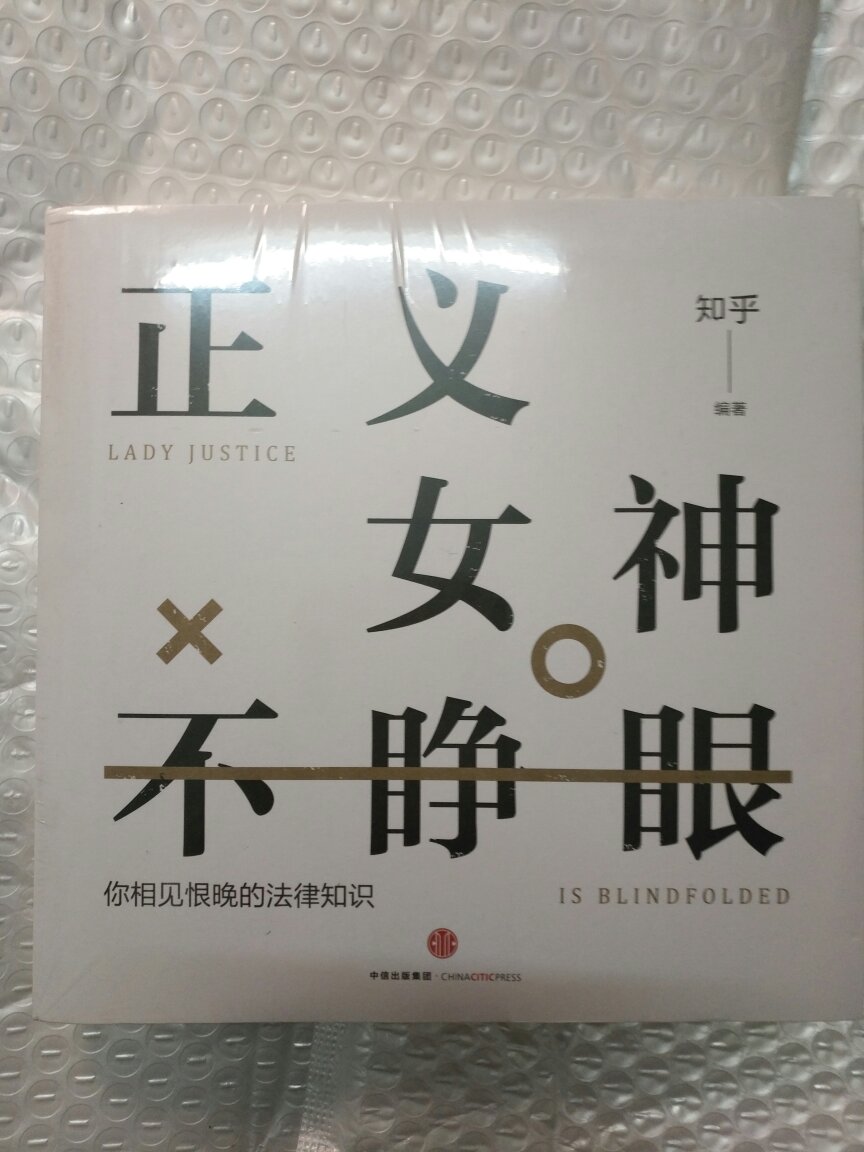 正义
知乎
编著
LADY JUSTICE
女神
不睁眼
你相见恨晚的法律知识
IS BLINDFOLDED
中信出版集团·CHINACITICPRESS